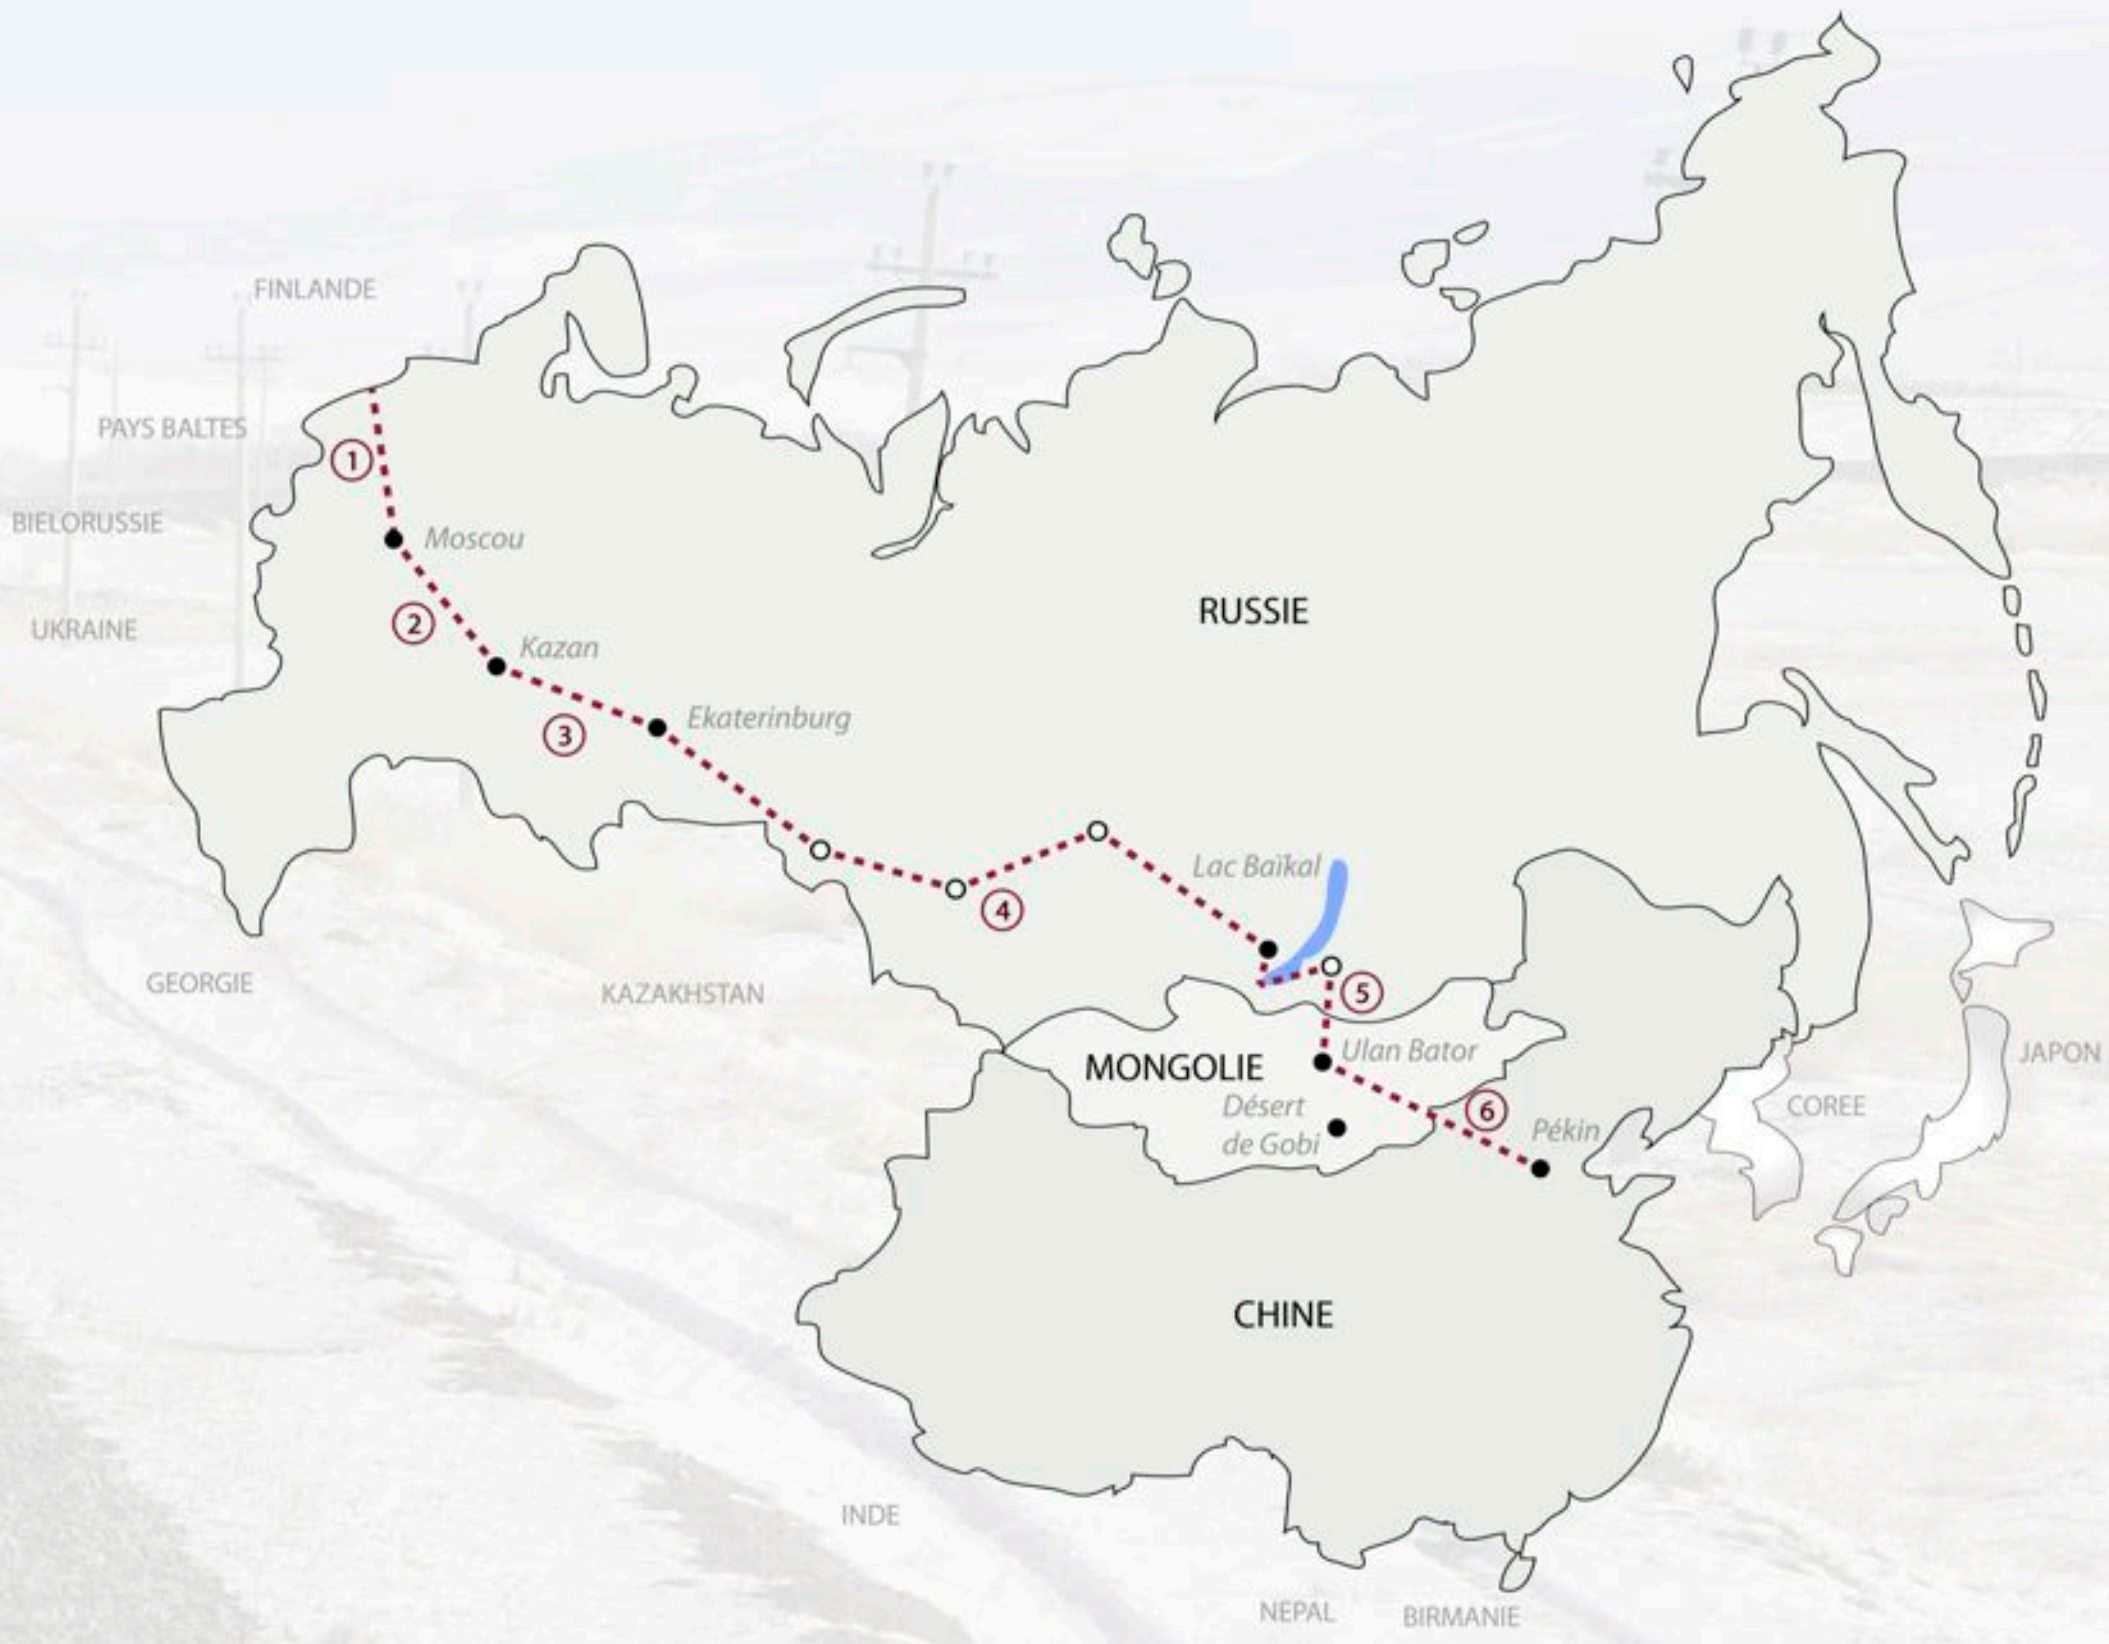 FINLANDE
PAYS BALTES
1
BIELORUSSIE
Moscou
RUSSIE
2
UKRAINE
Kazan
3
Ekaterinburg
Lac Baïkal
4
GEORGIE
KAZAKHSTAN
5
MONGOLIE
Ulan Bator
JAPON
Désert
de Gobi
6
Pékin
COREE
CHINE
INDE
NEPAL
BIRMANIE